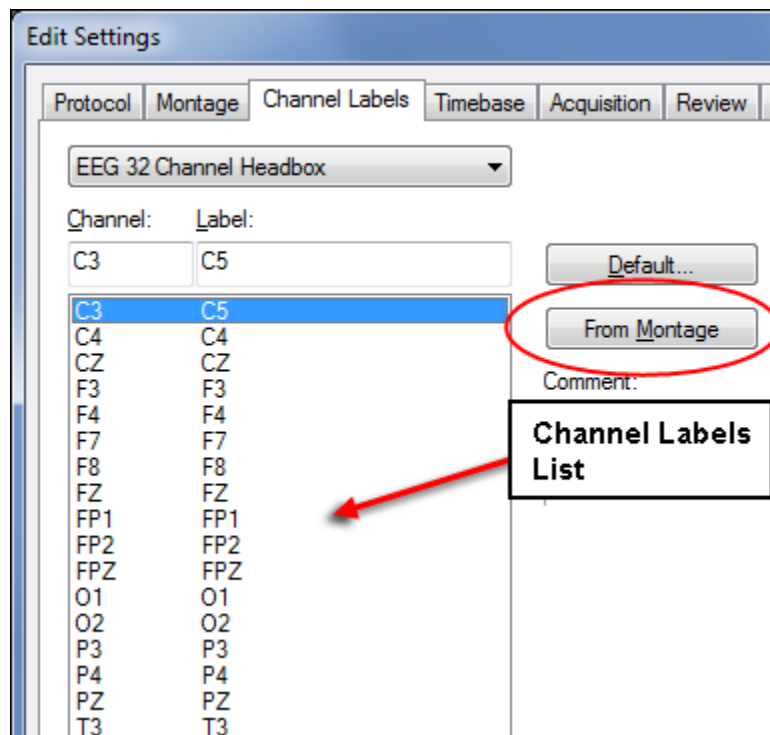 Edit Settings
Protocol Montage Channel Labels Timebase Acquisition Review
EEG 32 Channel Headbox
Channel: Label:
C3 C5
Default...
C3 C5
From Montage
C4 C4
CZ CZ
Comment:
F3 F3
F4 F4
F7 F7
F8 F8
FZ FZ
FP1 FP1
FP2 FP2
FPZ FPZ
O1 O1
O2 O2
P3 P3
P4 P4
PZ PZ
T3 T3
Channel Labels
List